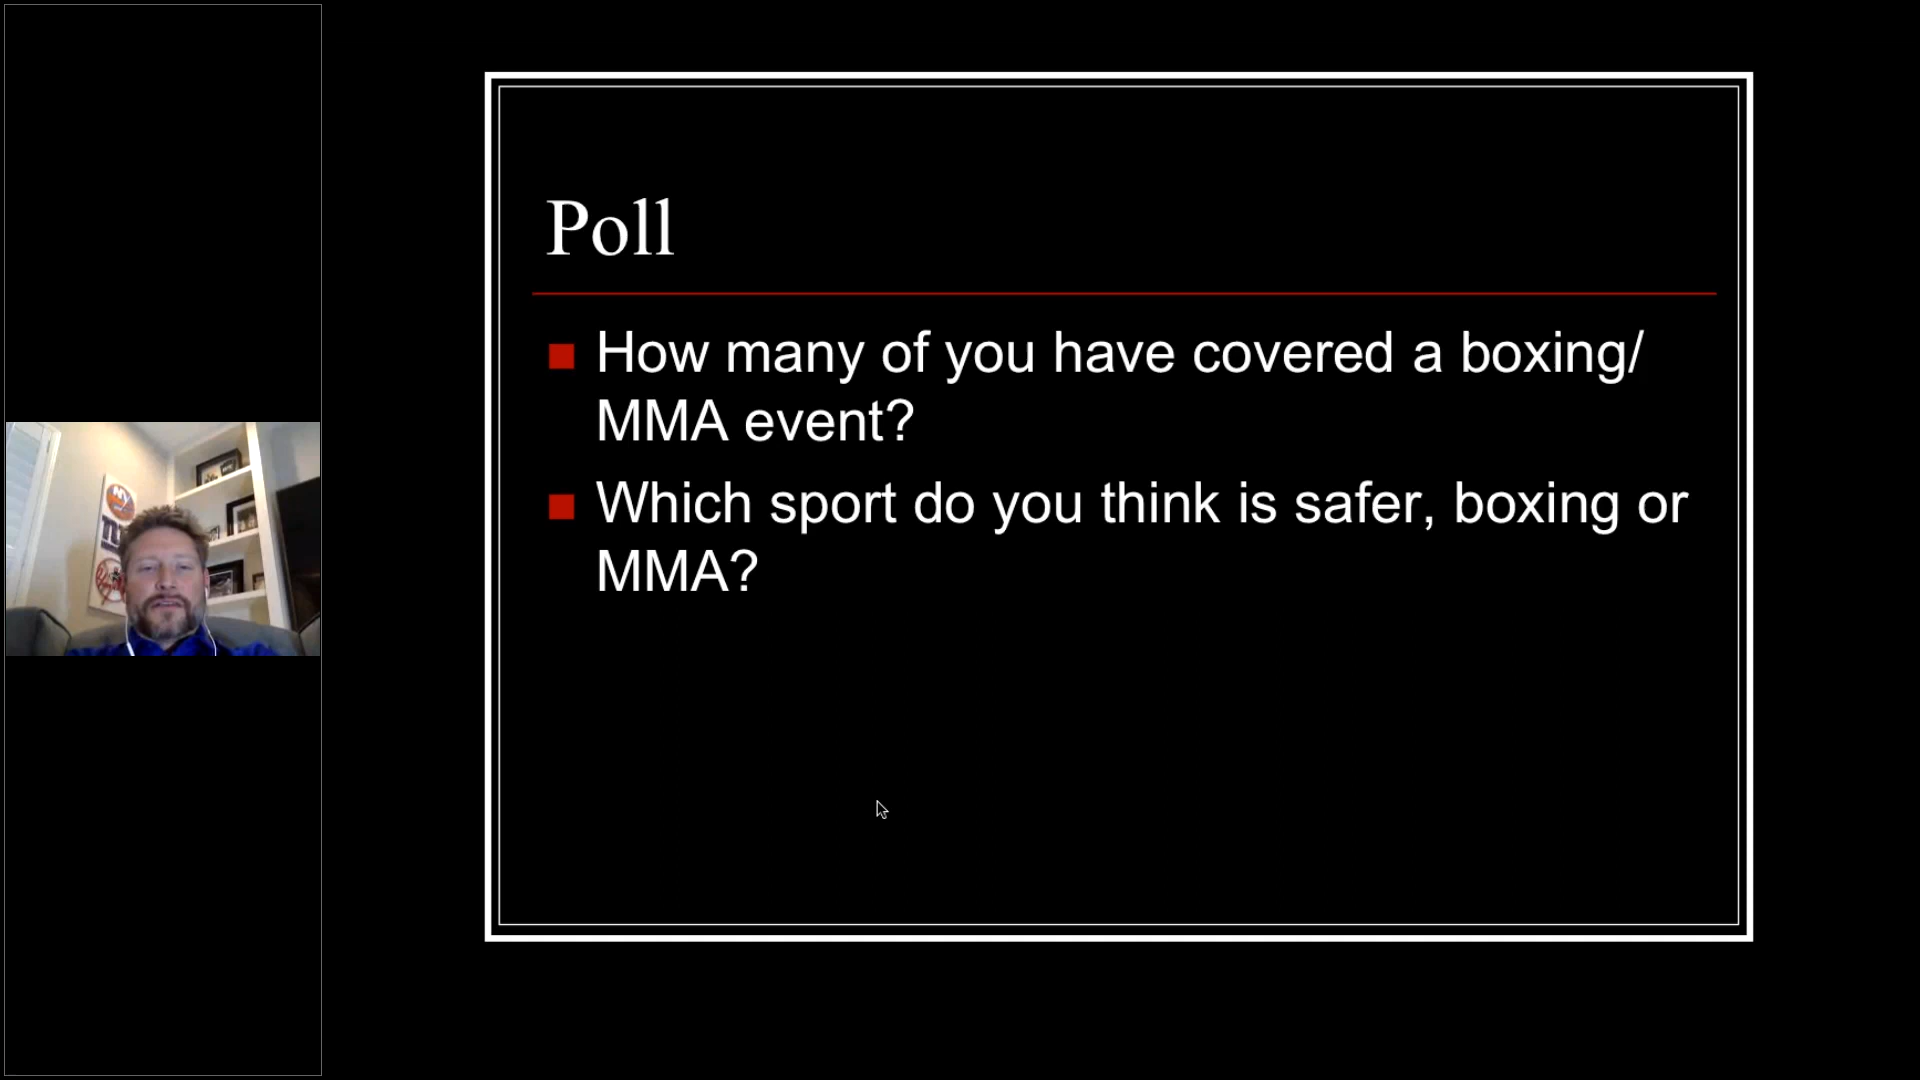 Poll
How many of you have covered a boxing/
MMA event?
Which sport do you think is safer, boxing or
MMA?
NY